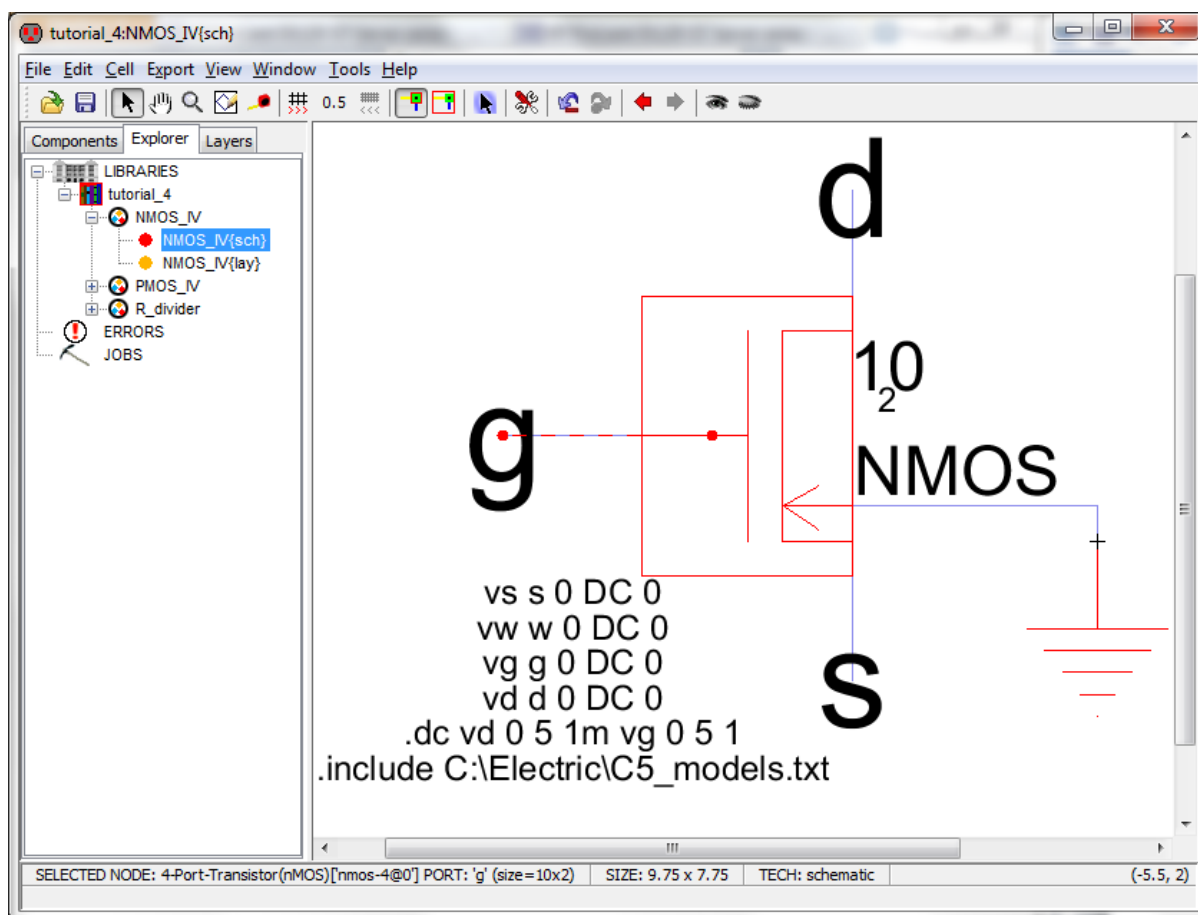 tutorial_4:NMOS_IV{sch}
File Edit Cell Export View Window Tools Help
0.5
Components Explorer Layers
LIBRARIES
tutorial_4
NMOS_IV
NMOS_IV{sch}
NMOS_IV{lay}
PMOS_IV
R_divider
ERRORS
JOBS
d
10
2
g
NMOS
vs s 0 DC 0
vw w 0 DC 0
vg g 0 DC 0
vd d 0 DC 0
s
.dc vd 0 5 1m vg 0 5 1
.include C:\Electric\C5_models.txt
SELECTED NODE: 4-Port-Transistor(nMOS)['nmos-4@0'] PORT: 'g' (size=10x2) SIZE: 9.75 x 7.75 TECH: schematic (-5.5, 2)